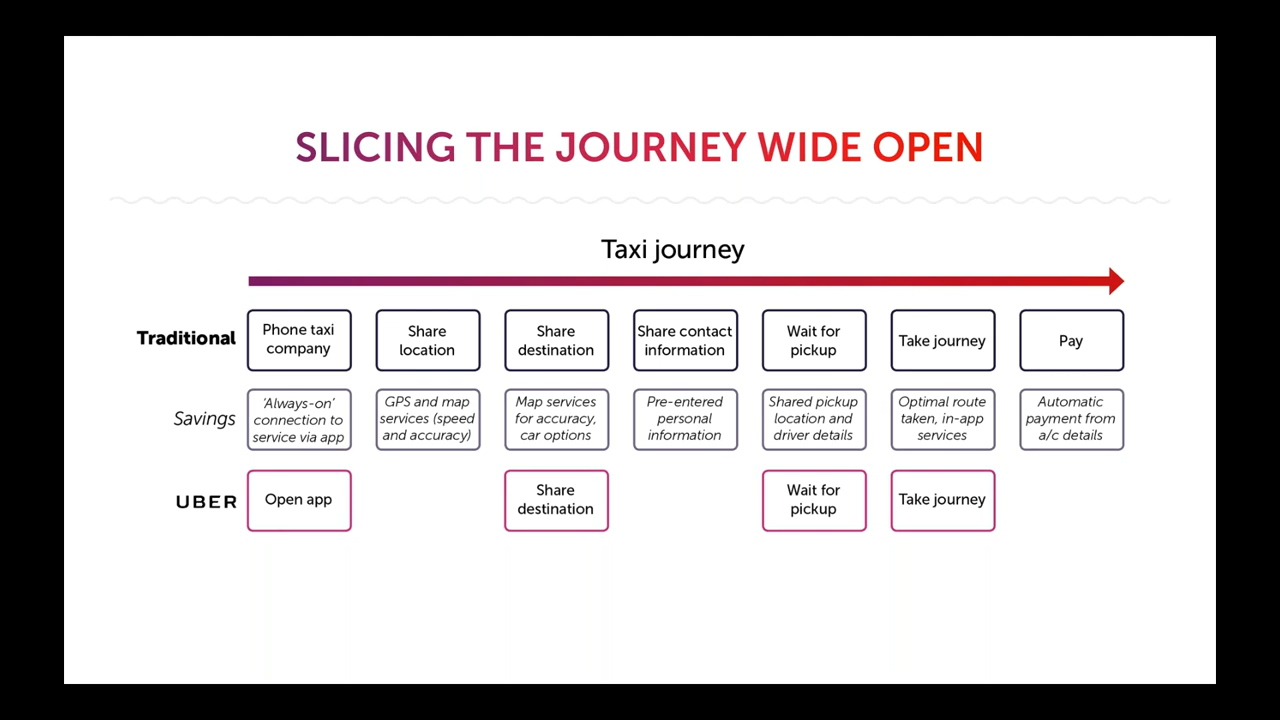 SLICING THE JOURNEY WIDE OPEN
Taxi journey
Traditional
Phone taxi
company
Share
location
Share
destination
Share contact
information
Wait for
pickup
Take journey
Pay
Savings
‘Always-on’
connection to
service via app
GPS and map
services (speed
and accuracy)
Map services
for accuracy,
car options
Pre-entered
personal
information
Shared pickup
location and
driver details
Optimal route
taken, in-app
services
Automatic
payment from
a/c details
UBER
Open app
Share
destination
Wait for
pickup
Take journey